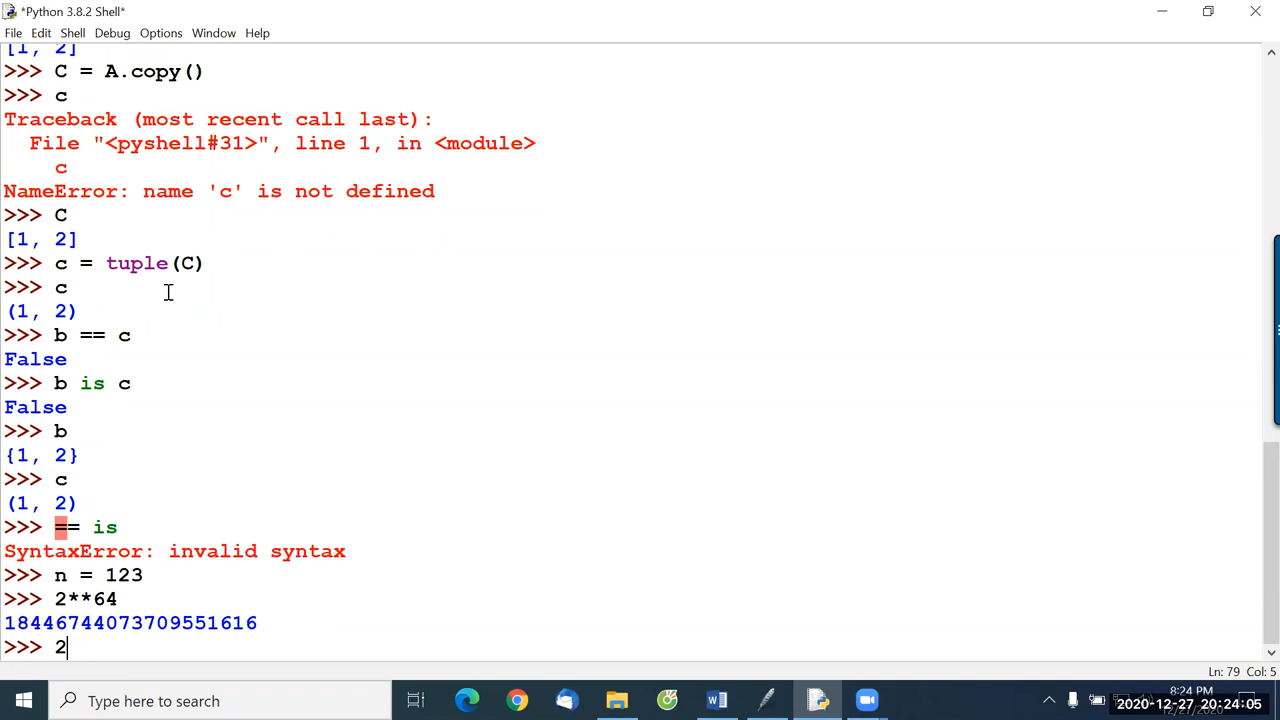 *Python 3.8.2 Shell*
File Edit Shell Debug Options Window Help
[1, 2]
>>> C = A.copy()
>>> c
Traceback (most recent call last):
  File "<pyshell#31>", line 1, in <module>
    c
NameError: name 'c' is not defined
>>> C
[1, 2]
>>> c = tuple(C)
>>> c
(1, 2)
>>> b == c
False
>>> b is c
False
>>> b
{1, 2}
>>> c
(1, 2)
>>> == is
SyntaxError: invalid syntax
>>> n = 123
>>> 2**64
18446744073709551616
>>> 2
Ln: 79 Col: 5
Type here to search
8:24 PM
2020-12-27 20:24:05